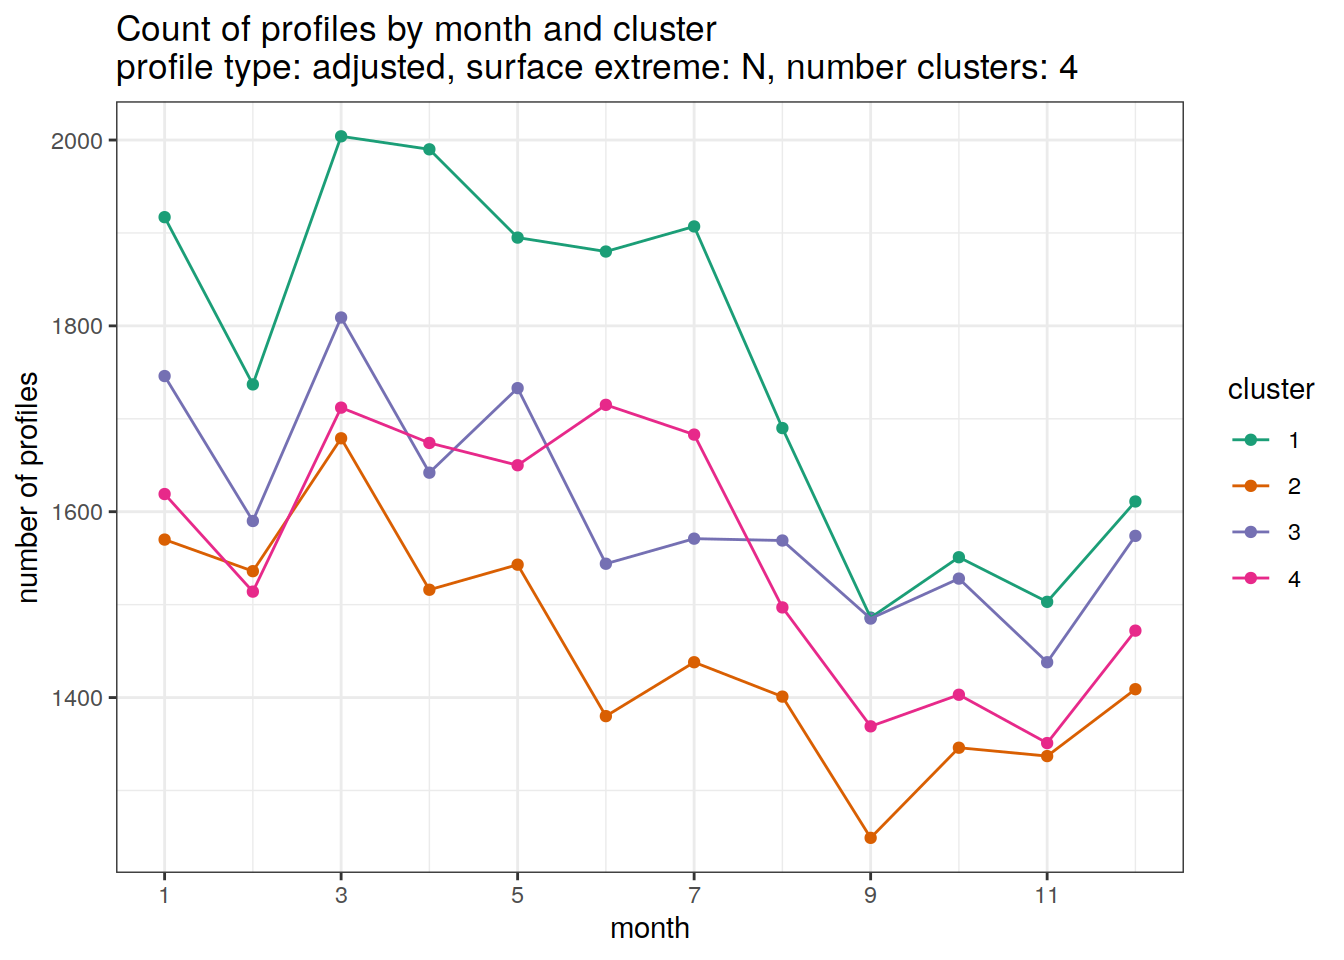 Count of profiles by month and cluster
profile type: adjusted, surface extreme: N, number clusters: 4
number of profiles
2000
1800
1600
1400
1
3
5
7
9
11
month
cluster
1
2
3
4